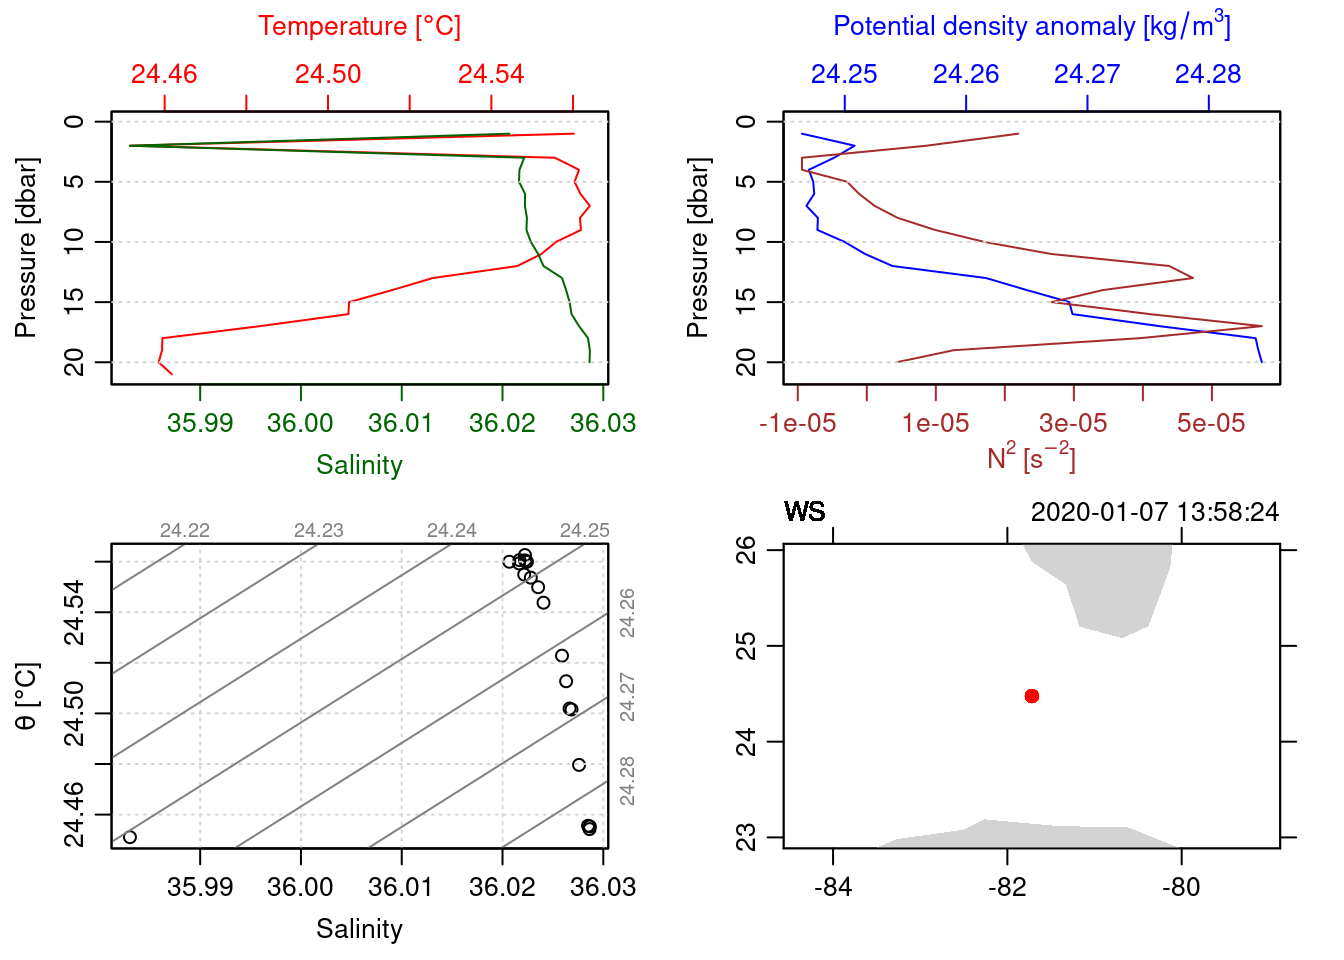 Temperature [°C]
24.46 24.50 24.54
0
5
10
15
20
Pressure [dbar]
35.99 36.00 36.01 36.02 36.03
Salinity
Potential density anomaly [kg/m³]
24.25 24.26 24.27 24.28
0
5
10
15
20
Pressure [dbar]
-1e-05 1e-05 3e-05 5e-05
N² [s⁻²]
24.22 24.23 24.24 24.25
24.26
24.27
24.28
24.54
24.50
24.46
θ [°C]
35.99 36.00 36.01 36.02 36.03
Salinity
WS 2020-01-07 13:58:24
26
25
24
23
-84 -82 -80